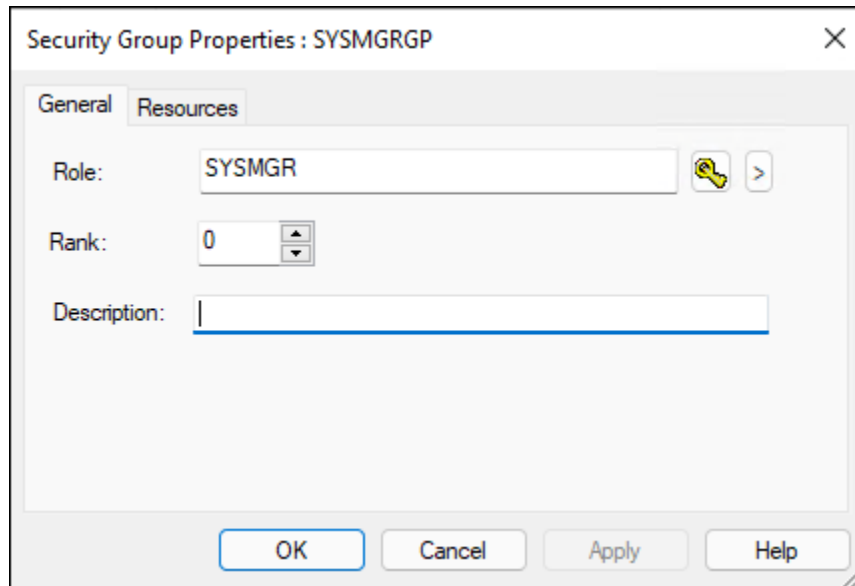 Security Group Properties : SYSMGRGP
General Resources
Role: SYSMGR >
Rank: 0
Description:
OK Cancel Apply Help